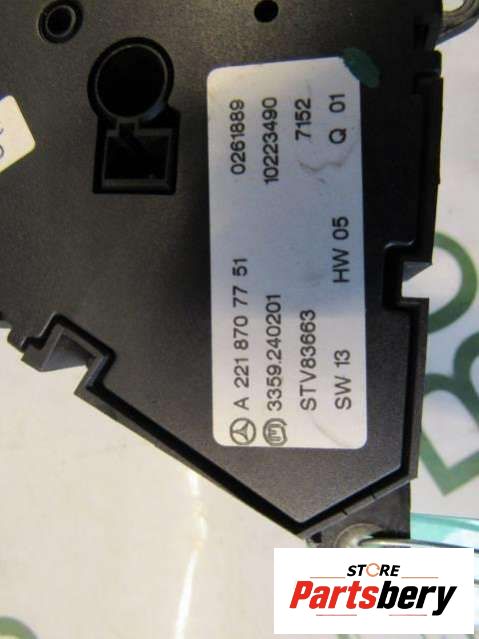 A 221 870 77 51 0261889
3359.240201 10223490
STV83663 7152
SW 13 HW 05 Q 01
STORE
Partsbery